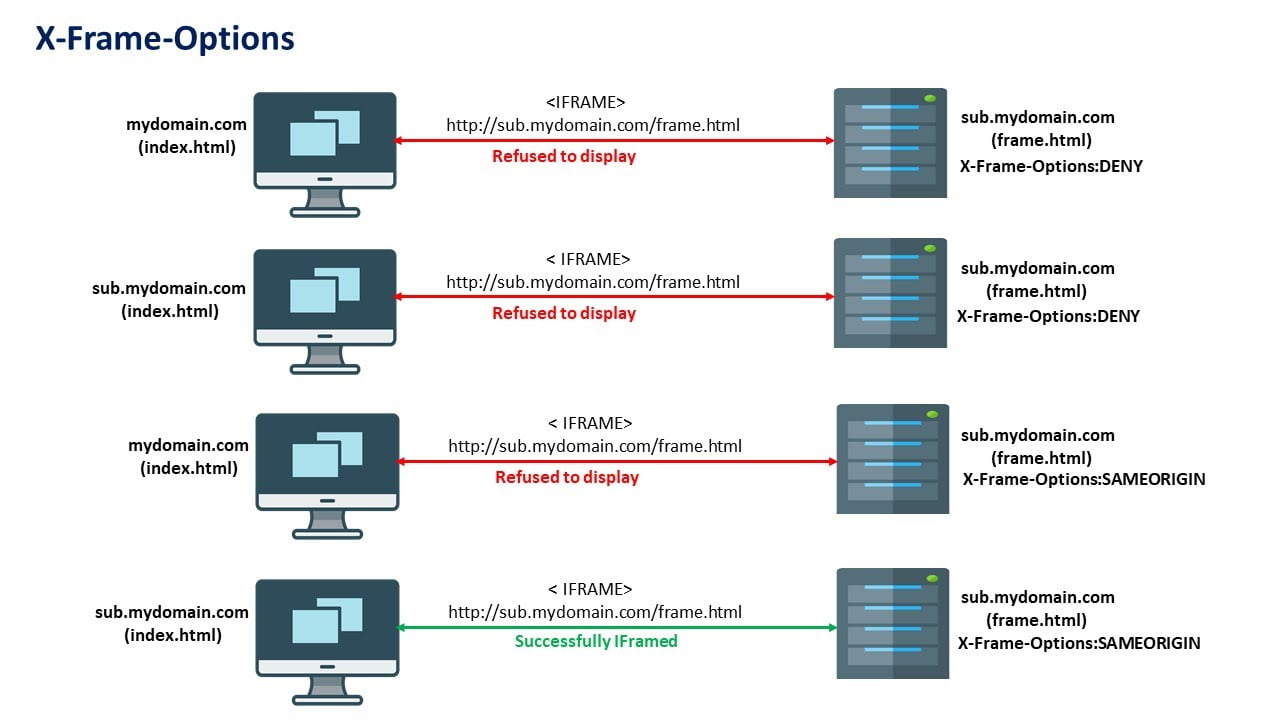 X-Frame-Options
mydomain.com
(index.html)
<IFRAME>
http://sub.mydomain.com/frame.html
Refused to display
sub.mydomain.com
(frame.html)
X-Frame-Options:DENY
sub.mydomain.com
(index.html)
< IFRAME>
http://sub.mydomain.com/frame.html
Refused to display
sub.mydomain.com
(frame.html)
X-Frame-Options:DENY
mydomain.com
(index.html)
< IFRAME>
http://sub.mydomain.com/frame.html
Refused to display
sub.mydomain.com
(frame.html)
X-Frame-Options:SAMEORIGIN
sub.mydomain.com
(index.html)
< IFRAME>
http://sub.mydomain.com/frame.html
Successfully IFramed
sub.mydomain.com
(frame.html)
X-Frame-Options:SAMEORIGIN